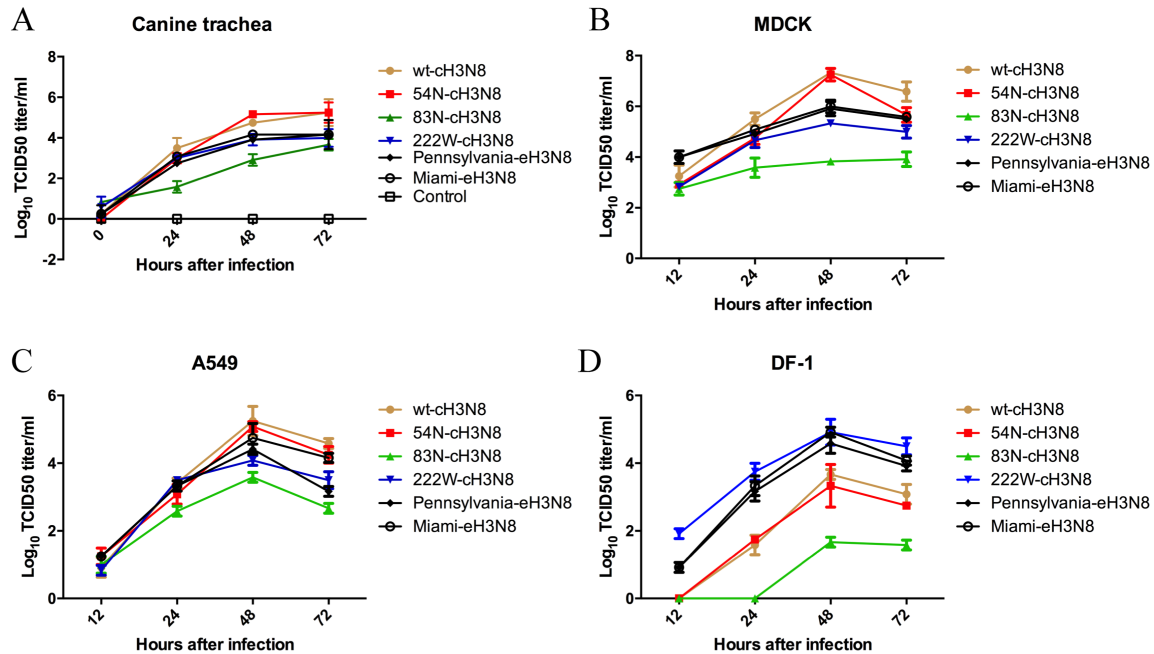 A
Canine trachea
Log10 TCID50 titer/ml
8
6
4
2
0
-2
0
24
48
72
Hours after infection
wt-cH3N8
54N-cH3N8
83N-cH3N8
222W-cH3N8
Pennsylvania-eH3N8
Miami-eH3N8
Control
B
MDCK
Log10 TCID50 titer/ml
8
6
4
2
0
12
24
48
72
Hours after infection
wt-cH3N8
54N-cH3N8
83N-cH3N8
222W-cH3N8
Pennsylvania-eH3N8
Miami-eH3N8
C
A549
Log10 TCID50 titer/ml
6
4
2
0
12
24
48
72
Hours after infection
wt-cH3N8
54N-cH3N8
83N-cH3N8
222W-cH3N8
Pennsylvania-eH3N8
Miami-eH3N8
D
DF-1
Log10 TCID50 titer/ml
6
4
2
0
12
24
48
72
Hours after infection
wt-cH3N8
54N-cH3N8
83N-cH3N8
222W-cH3N8
Pennsylvania-eH3N8
Miami-eH3N8